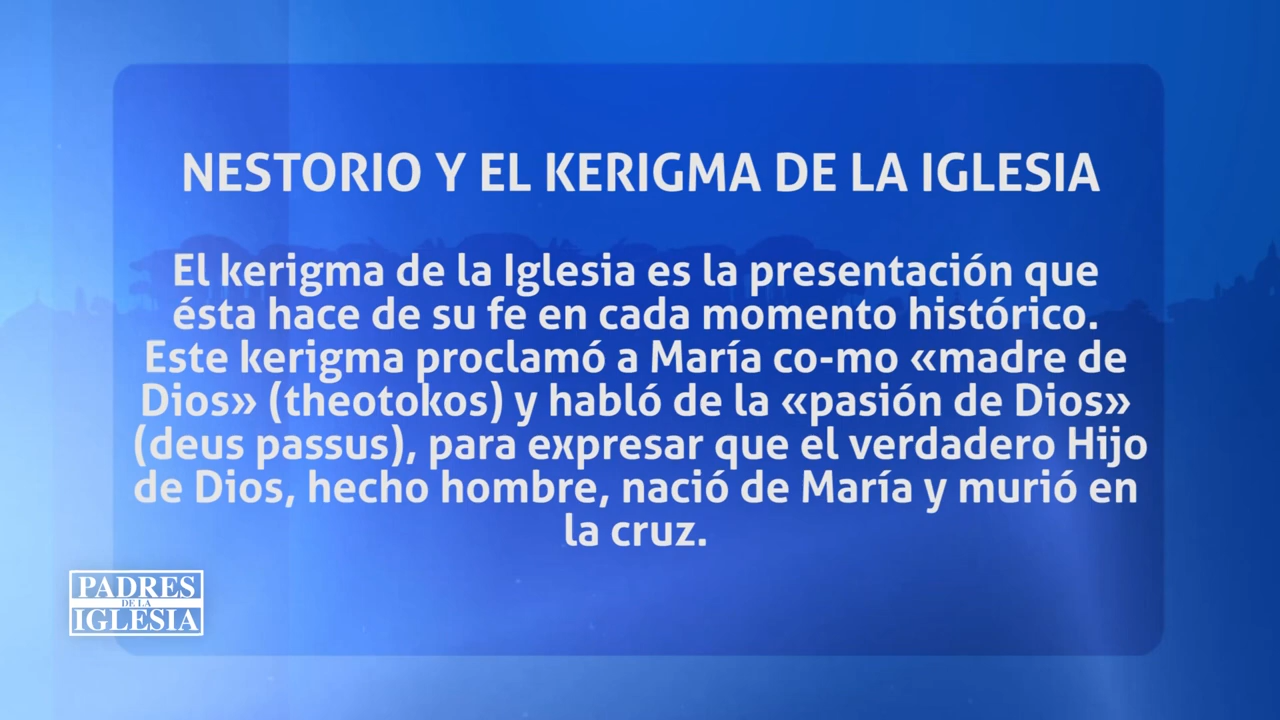 NESTORIO Y EL KERIGMA DE LA IGLESIA
El kerigma de la Iglesia es la presentación que
ésta hace de su fe en cada momento histórico.
Este kerigma proclamó a María co-mo «madre de
Dios» (theotokos) y habló de la «pasión de Dios»
(deus passus), para expresar que el verdadero Hijo
de Dios, hecho hombre, nació de María y murió en
la cruz.
PADRES
DE LA
IGLESIA